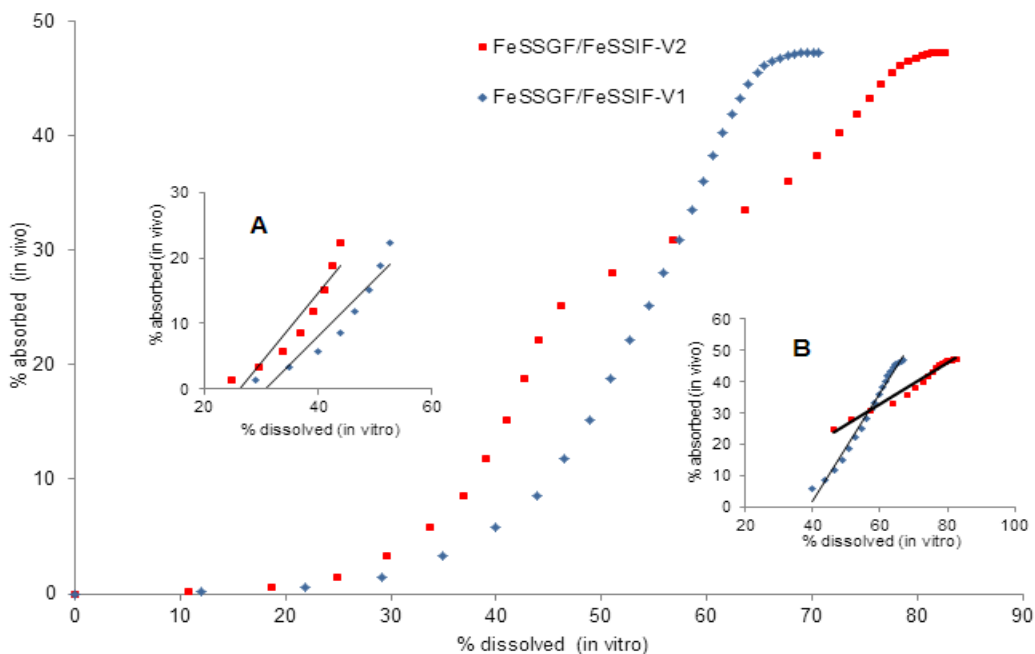 50
40
30
20
10
0
0 10 20 30 40 50 60 70 80 90
% absorbed (in vivo)
% dissolved (in vitro)
FeSSGF/FeSSIF-V2
FeSSGF/FeSSIF-V1
A
30
20
10
0
20 40 60
% absorbed (in vivo)
% dissolved (in vitro)
B
60
50
40
30
20
10
0
20 40 60 80 100
% absorbed (in vivo)
% dissolved (in vitro)